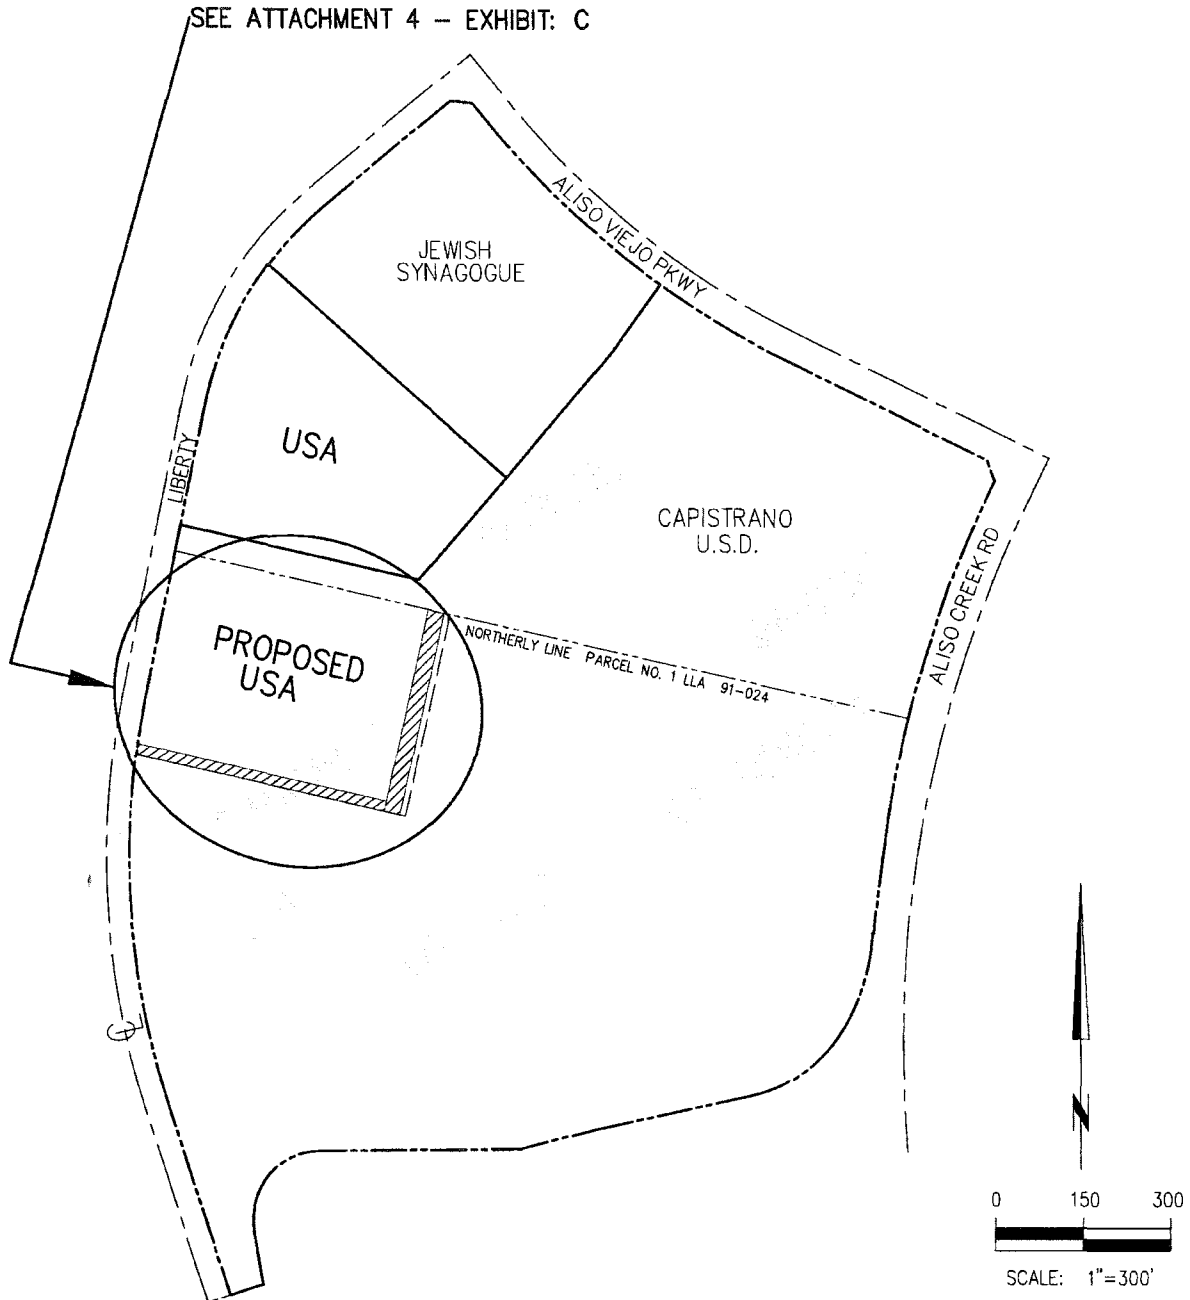 SEE ATTACHMENT 4 – EXHIBIT: C
ALISO VIEJO PKWY
JEWISH
SYNAGOGUE
LIBERTY
USA
CAPISTRANO
U.S.D.
ALISO CREEK RD
PROPOSED
USA
NORTHERLY LINE PARCEL NO. 1 LLA 91-024
N
0 150 300
SCALE: 1"=300'